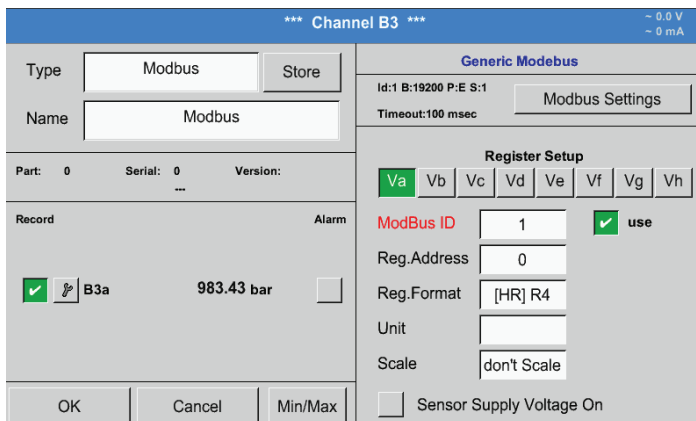 *** Channel B3 ***
~ 0.0 V
~ 0 mA
Type
Modbus
Store
Name
Modbus
Part: 0 Serial: 0 Version:
---
Record
Alarm
B3a 983.43 bar
OK
Cancel
Min/Max
Generic Modebus
Id:1 B:19200 P:E S:1
Timeout:100 msec
Modbus Settings
Register Setup
Va Vb Vc Vd Ve Vf Vg Vh
ModBus ID 1 use
Reg.Address 0
Reg.Format [HR] R4
Unit
Scale don't Scale
Sensor Supply Voltage On